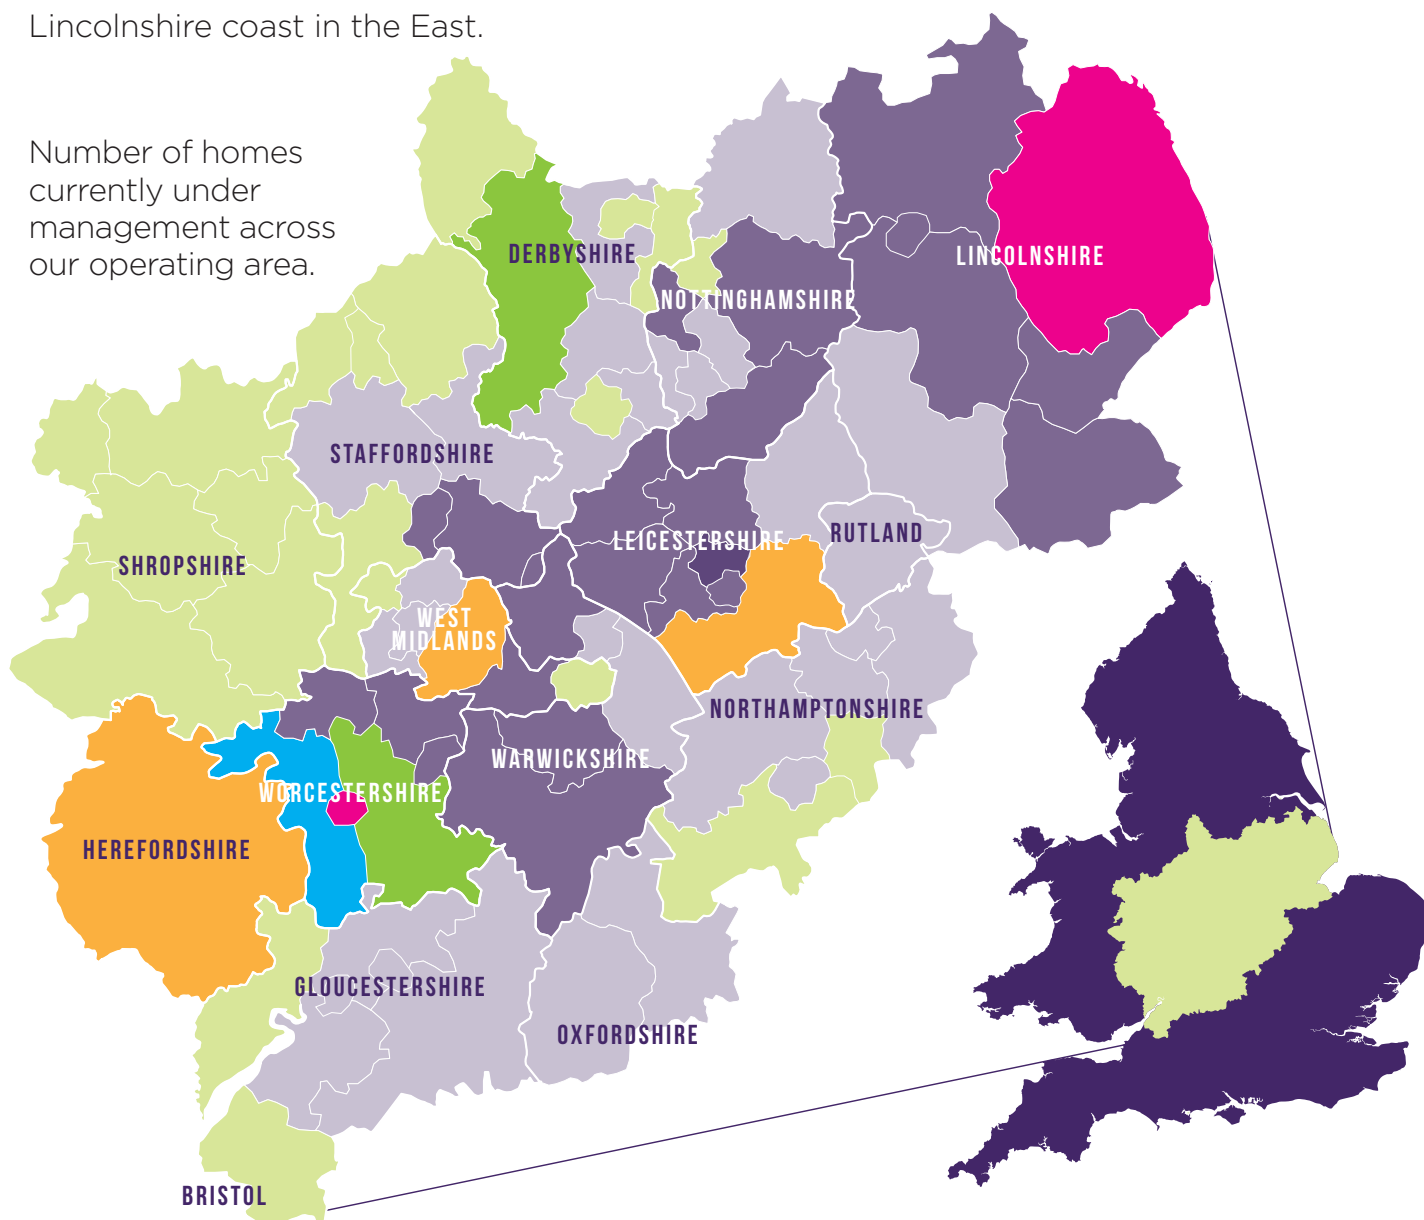 Lincolnshire coast in the East.
Number of homes
currently under
management across
our operating area.
DERBYSHIRE
LINCOLNSHIRE
NOTTINGHAMSHIRE
STAFFORDSHIRE
RUTLAND
LEICESTERSHIRE
SHROPSHIRE
WEST
MIDLANDS
NORTHAMPTONSHIRE
WARWICKSHIRE
WORCESTERSHIRE
HEREFORDSHIRE
GLOUCESTERSHIRE
OXFORDSHIRE
BRISTOL